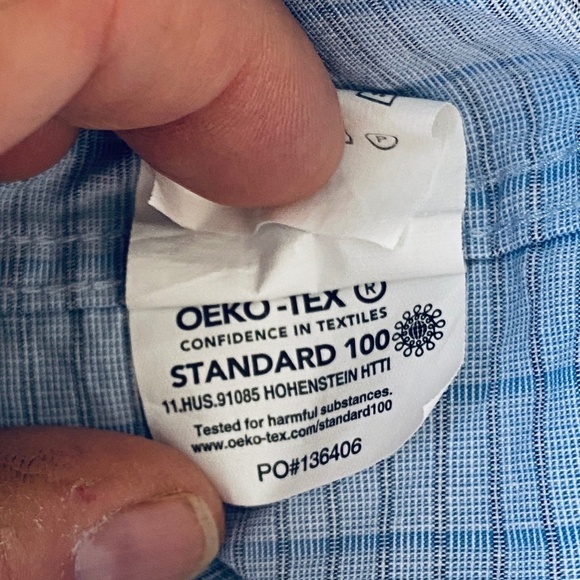 OEKO-TEX ®
CONFIDENCE IN TEXTILES
STANDARD 100
11.HUS.91085 HOHENSTEIN HTTI
Tested for harmful substances.
www.oeko-tex.com/standard100
PO#136406